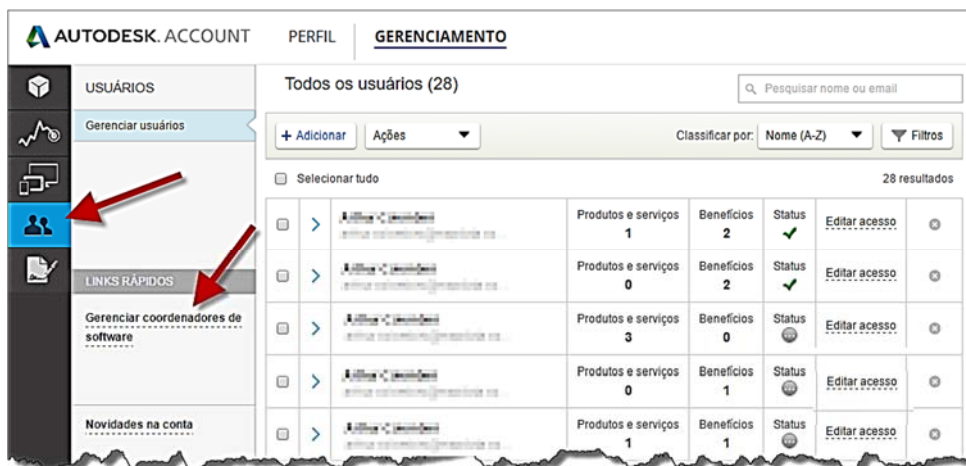 AUTODESK. ACCOUNT PERFIL GERENCIAMENTO
USUÁRIOS
Gerenciar usuários
LINKS RÁPIDOS
Gerenciar coordenadores de
software
Novidades na conta
Todos os usuários (28)
Pesquisar nome ou email
+ Adicionar Ações Classificar por: Nome (A-Z) Filtros
Selecionar tudo 28 resultados
Produtos e serviços Benefícios Status Editar acesso
1 2
Produtos e serviços Benefícios Status Editar acesso
0 2
Produtos e serviços Benefícios Status Editar acesso
3 0
Produtos e serviços Benefícios Status Editar acesso
0 1
Produtos e serviços Benefícios Status Editar acesso
1 1